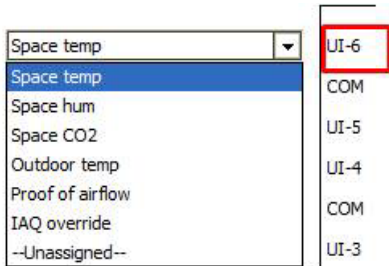 Space temp
Space temp
Space hum
Space CO2
Outdoor temp
Proof of airflow
IAQ override
--Unassigned--
UI-6
COM
UI-5
UI-4
COM
UI-3